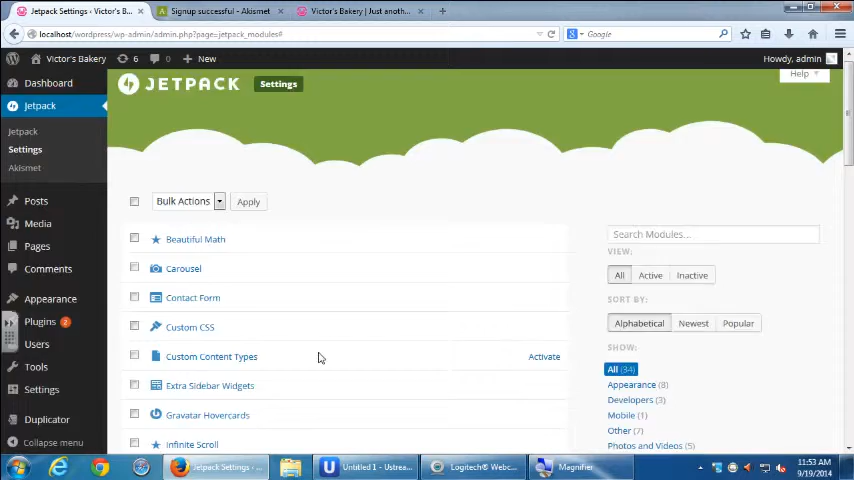 Jetpack Settings ‹ Victor's B... ×
Signup successful - Akismet ×
Victor's Bakery | Just anoth... ×
+
localhost/wordpress/wp-admin/admin.php?page=jetpack_modules#
Google
Victor's Bakery
6
0
+ New
Howdy, admin
Help
Dashboard
Jetpack
Jetpack
Settings
Akismet
Posts
Media
Pages
Comments
Appearance
Plugins 2
Users
Tools
Settings
Duplicator
Collapse menu
JETPACK
Settings
Bulk Actions
Apply
Beautiful Math
Carousel
Contact Form
Custom CSS
Custom Content Types
Activate
Extra Sidebar Widgets
Gravatar Hovercards
Infinite Scroll
Search Modules...
VIEW:
All Active Inactive
SORT BY:
Alphabetical Newest Popular
SHOW:
All (34)
Appearance (8)
Developers (3)
Mobile (1)
Other (7)
Photos and Videos (5)
Jetpack Settings - ...
Untitled 1 - Ustrea...
Logitech® Webc...
Magnifier
11:53 AM
9/19/2014